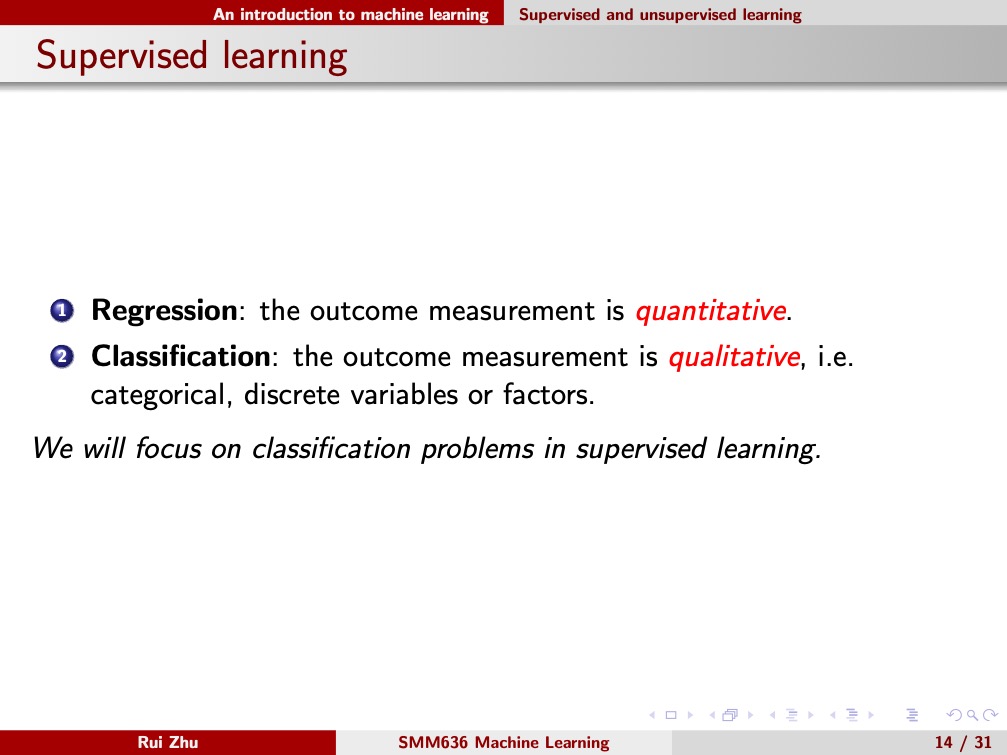 An introduction to machine learning Supervised and unsupervised learning
Supervised learning
1 Regression: the outcome measurement is quantitative.
2 Classification: the outcome measurement is qualitative, i.e.
categorical, discrete variables or factors.
We will focus on classification problems in supervised learning.
Rui Zhu SMM636 Machine Learning 14 / 31